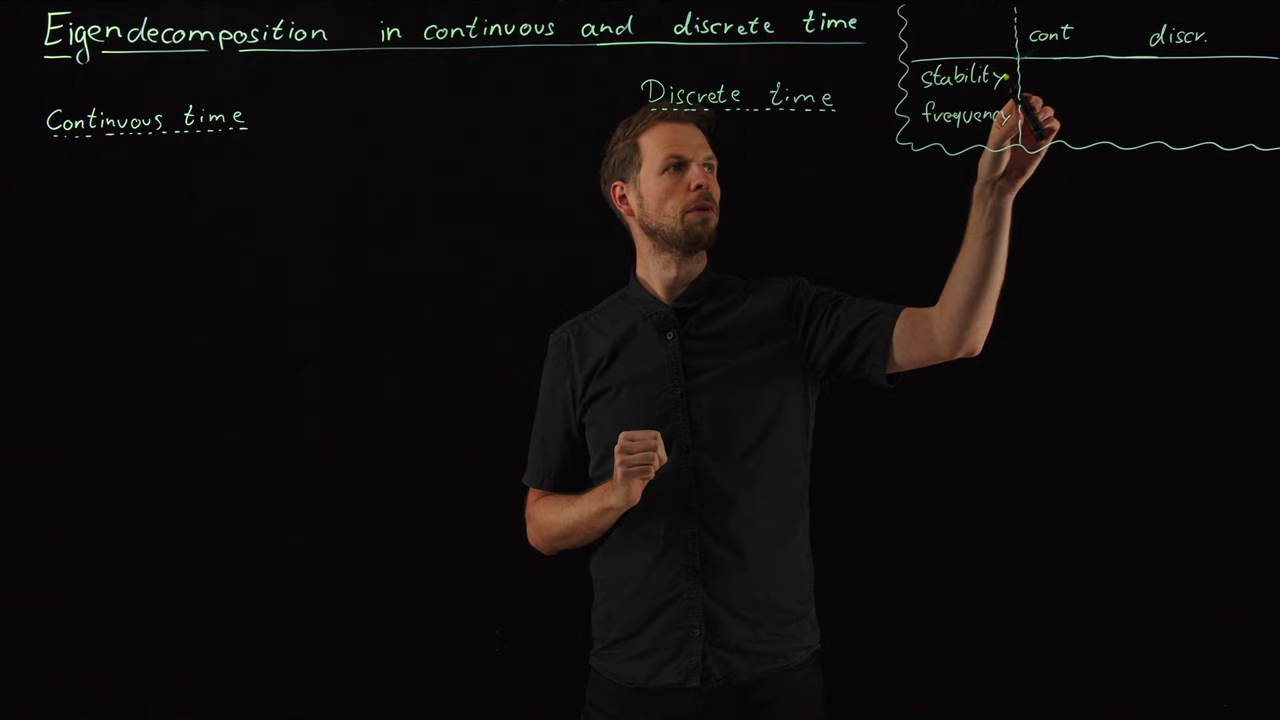 Eigendecomposition in continuous and discrete time
cont discr.
stability
frequency
Discrete time
Continuous time